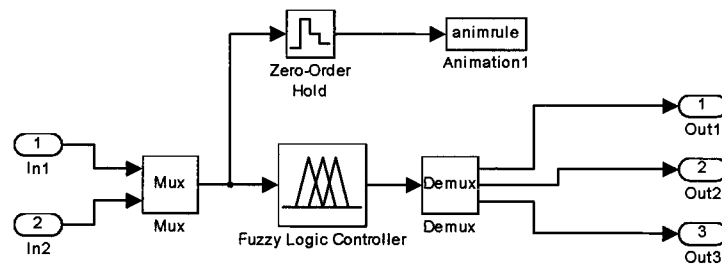 animrule
Zero-Order
Hold
Animation1
1
In1
2
In2
Mux
Mux
Fuzzy Logic Controller
Demux
Demux
1
Out1
2
Out2
3
Out3